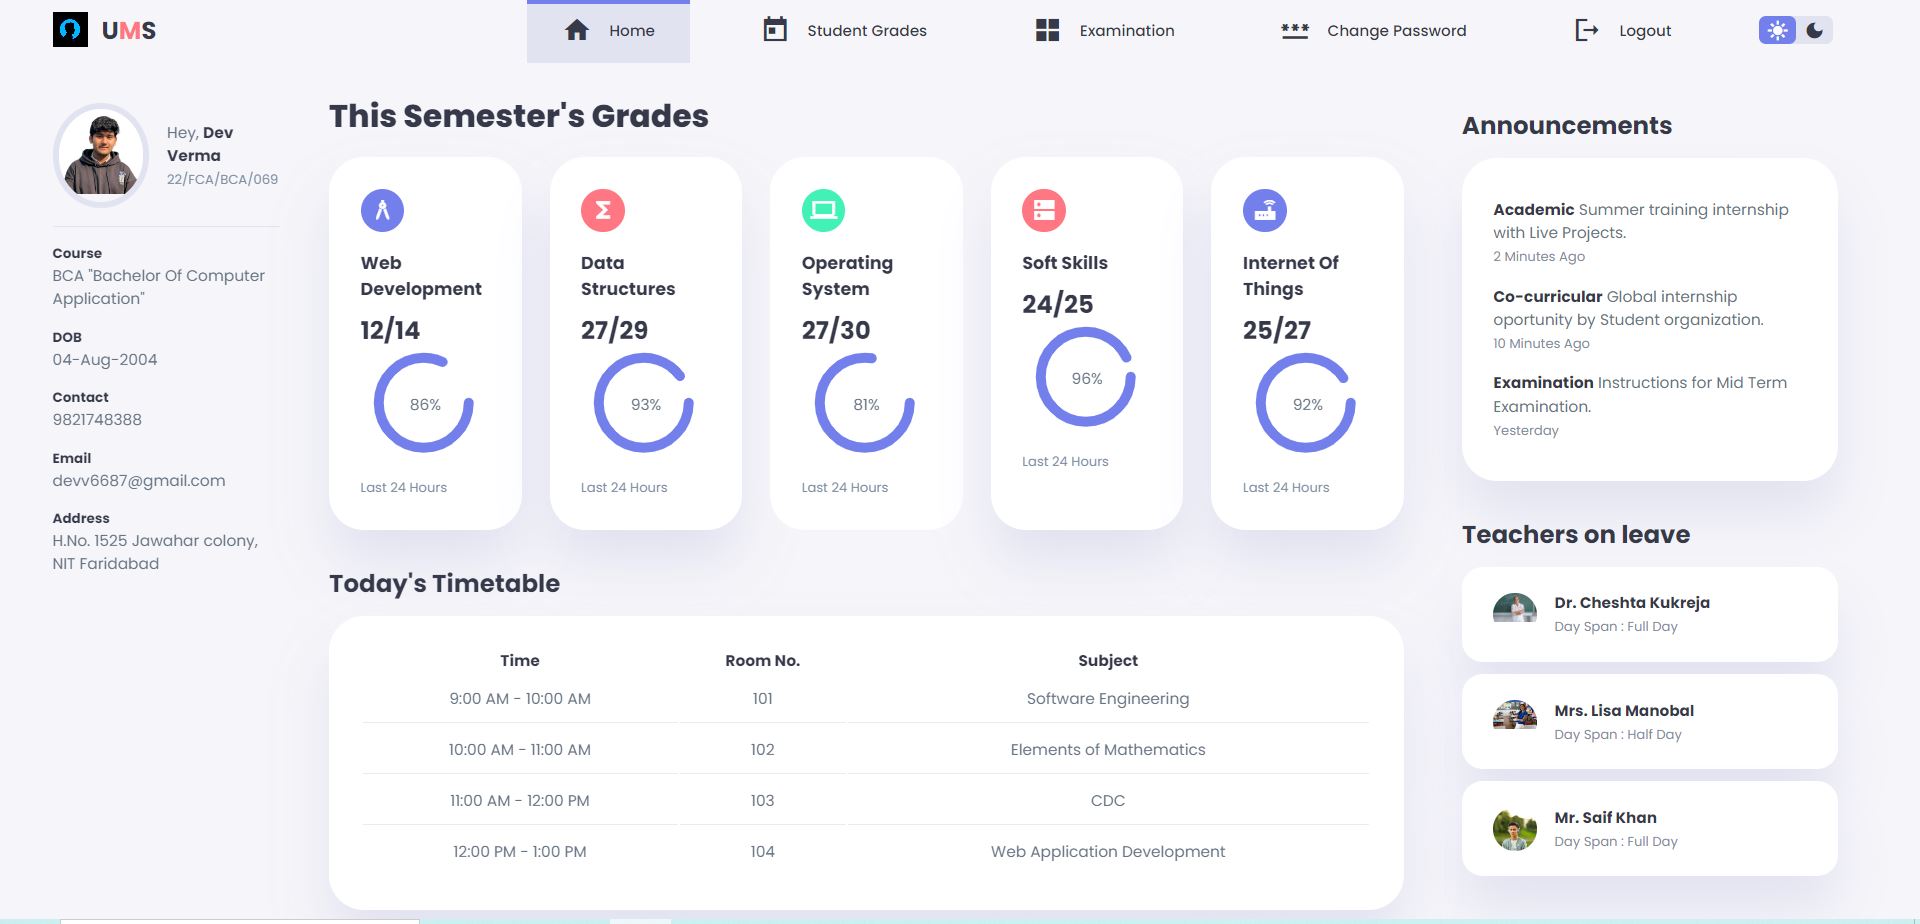 UMS
Home
Student Grades
Examination
Change Password
Logout
Hey, Dev
Verma
22/FCA/BCA/069
Course
BCA "Bachelor Of Computer
Application"
DOB
04-Aug-2004
Contact
9821748388
Email
devv6687@gmail.com
Address
H.No. 1525 Jawahar colony,
NIT Faridabad
This Semester's Grades
Web
Development
12/14
86%
Last 24 Hours
Data
Structures
27/29
93%
Last 24 Hours
Operating
System
27/30
81%
Last 24 Hours
Soft Skills
24/25
96%
Last 24 Hours
Internet Of
Things
25/27
92%
Last 24 Hours
Today's Timetable
Time Room No. Subject
9:00 AM - 10:00 AM 101 Software Engineering
10:00 AM - 11:00 AM 102 Elements of Mathematics
11:00 AM - 12:00 PM 103 CDC
12:00 PM - 1:00 PM 104 Web Application Development
Announcements
Academic Summer training internship
with Live Projects.
2 Minutes Ago
Co-curricular Global internship
oportunity by Student organization.
10 Minutes Ago
Examination Instructions for Mid Term
Examination.
Yesterday
Teachers on leave
Dr. Cheshta Kukreja
Day Span : Full Day
Mrs. Lisa Manobal
Day Span : Half Day
Mr. Saif Khan
Day Span : Full Day